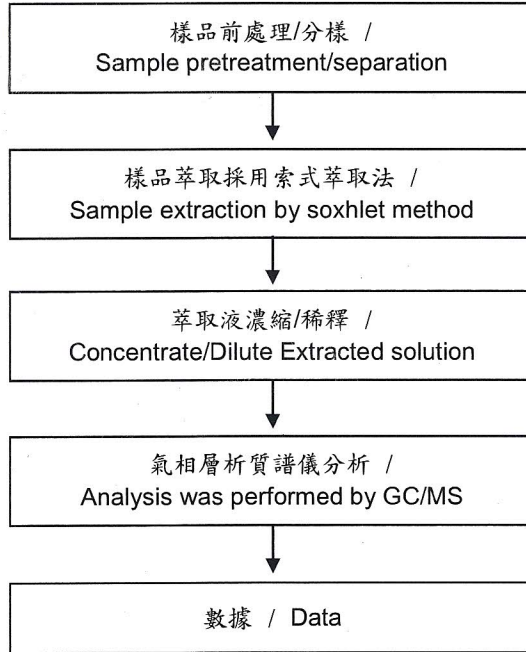 樣品前處理/分樣 /
Sample pretreatment/separation
樣品萃取採用索式萃取法 /
Sample extraction by soxhlet method
萃取液濃縮/稀釋 /
Concentrate/Dilute Extracted solution
氣相層析質譜儀分析 /
Analysis was performed by GC/MS
數據 / Data